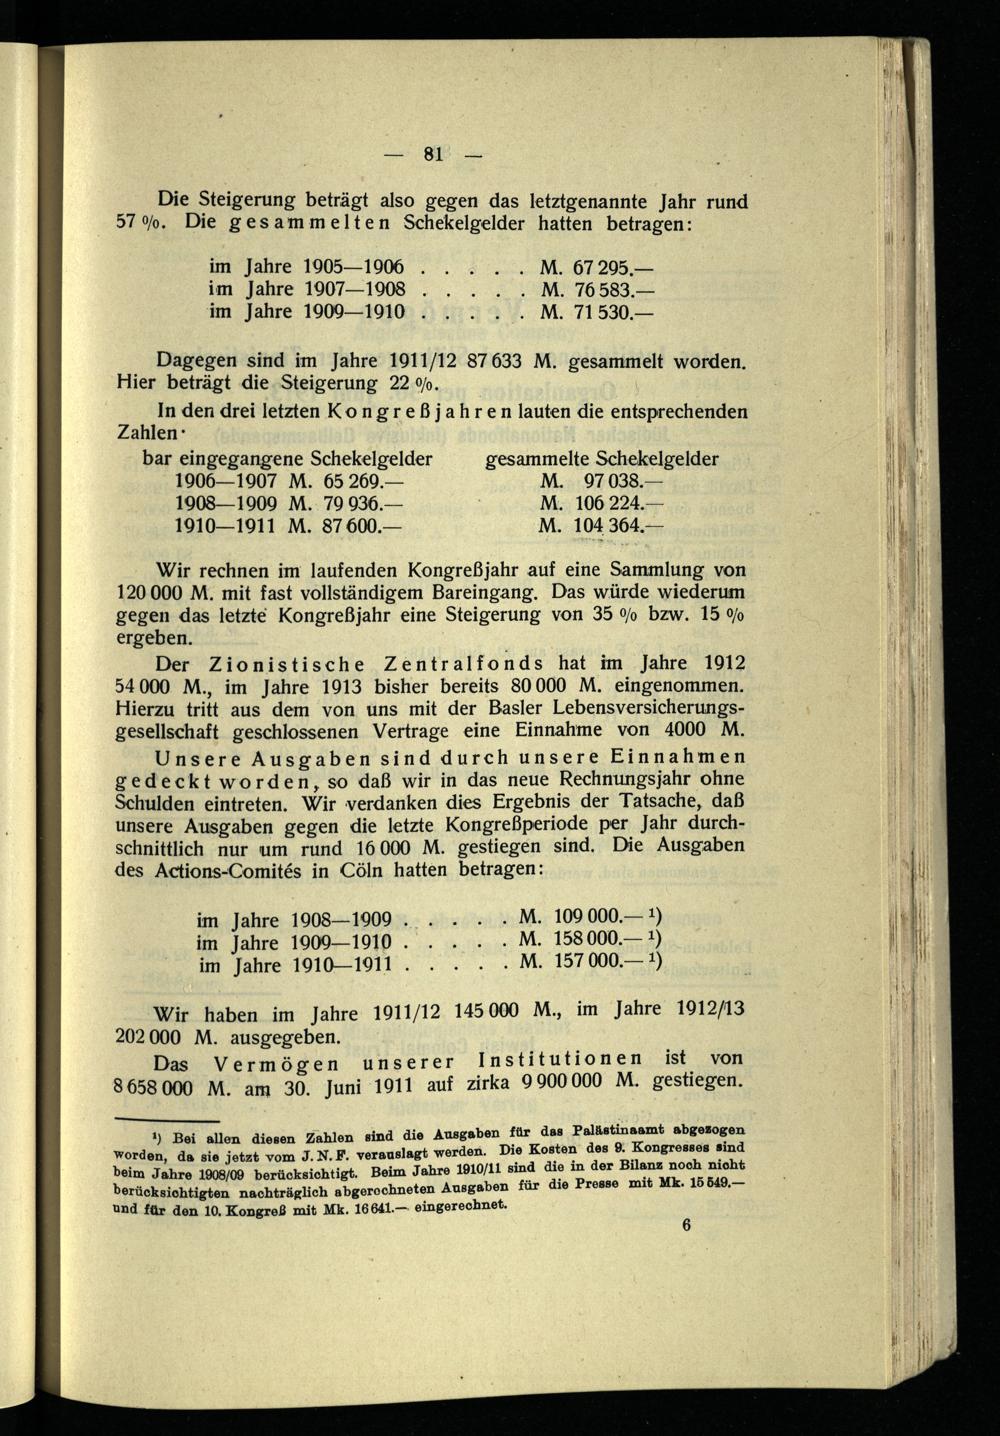 — 81 —
Die Steigerung beträgt also gegen das letztgenannte Jahr rund
57 %. Die gesammelten Schekelgelder hatten betragen:
im Jahre 1905—1906 . . . . . M. 67 295.—
im Jahre 1907—1908 . . . . . M. 76 583.—
im Jahre 1909—1910 . . . . . M. 71 530.—
Dagegen sind im Jahre 1911/12 87 633 M. gesammelt worden.
Hier beträgt die Steigerung 22 %.
In den drei letzten Kongreßjahren lauten die entsprechenden
Zahlen·
bar eingegangene Schekelgelder gesammelte Schekelgelder
1906—1907 M. 65 269.— M. 97 038.—
1908—1909 M. 79 936.— M. 106 224.—
1910—1911 M. 87 600.— M. 104 364.—
Wir rechnen im laufenden Kongreßjahr auf eine Sammlung von
120 000 M. mit fast vollständigem Bareingang. Das würde wiederum
gegen das letzte Kongreßjahr eine Steigerung von 35 % bzw. 15 %
ergeben.
Der Zionistische Zentralfonds hat im Jahre 1912
54 000 M., im Jahre 1913 bisher bereits 80 000 M. eingenommen.
Hierzu tritt aus dem von uns mit der Basler Lebensversicherungs-
gesellschaft geschlossenen Vertrage eine Einnahme von 4000 M.
Unsere Ausgaben sind durch unsere Einnahmen
gedeckt worden, so daß wir in das neue Rechnungsjahr ohne
Schulden eintreten. Wir verdanken dies Ergebnis der Tatsache, daß
unsere Ausgaben gegen die letzte Kongreßperiode per Jahr durch-
schnittlich nur um rund 16 000 M. gestiegen sind. Die Ausgaben
des Actions-Comités in Cöln hatten betragen:
im Jahre 1908—1909 . . . . . M. 109 000.— ¹)
im Jahre 1909—1910 . . . . . M. 158 000.— ¹)
im Jahre 1910—1911 . . . . . M. 157 000.— ¹)
Wir haben im Jahre 1911/12 145 000 M., im Jahre 1912/13
202 000 M. ausgegeben.
Das Vermögen unserer Institutionen ist von
8 658 000 M. am 30. Juni 1911 auf zirka 9 900 000 M. gestiegen.
¹) Bei allen diesen Zahlen sind die Ausgaben für das Palästinaamt abgezogen
worden, da sie jetzt vom J. N. F. verauslagt werden. Die Kosten des 9. Kongresses sind
beim Jahre 1908/09 berücksichtigt. Beim Jahre 1910/11 sind die in der Bilanz noch nicht
berücksichtigten nachträglich abgerechneten Ausgaben für die Presse mit Mk. 15 549.—
und für den 10. Kongreß mit Mk. 16 641.— eingerechnet.
6